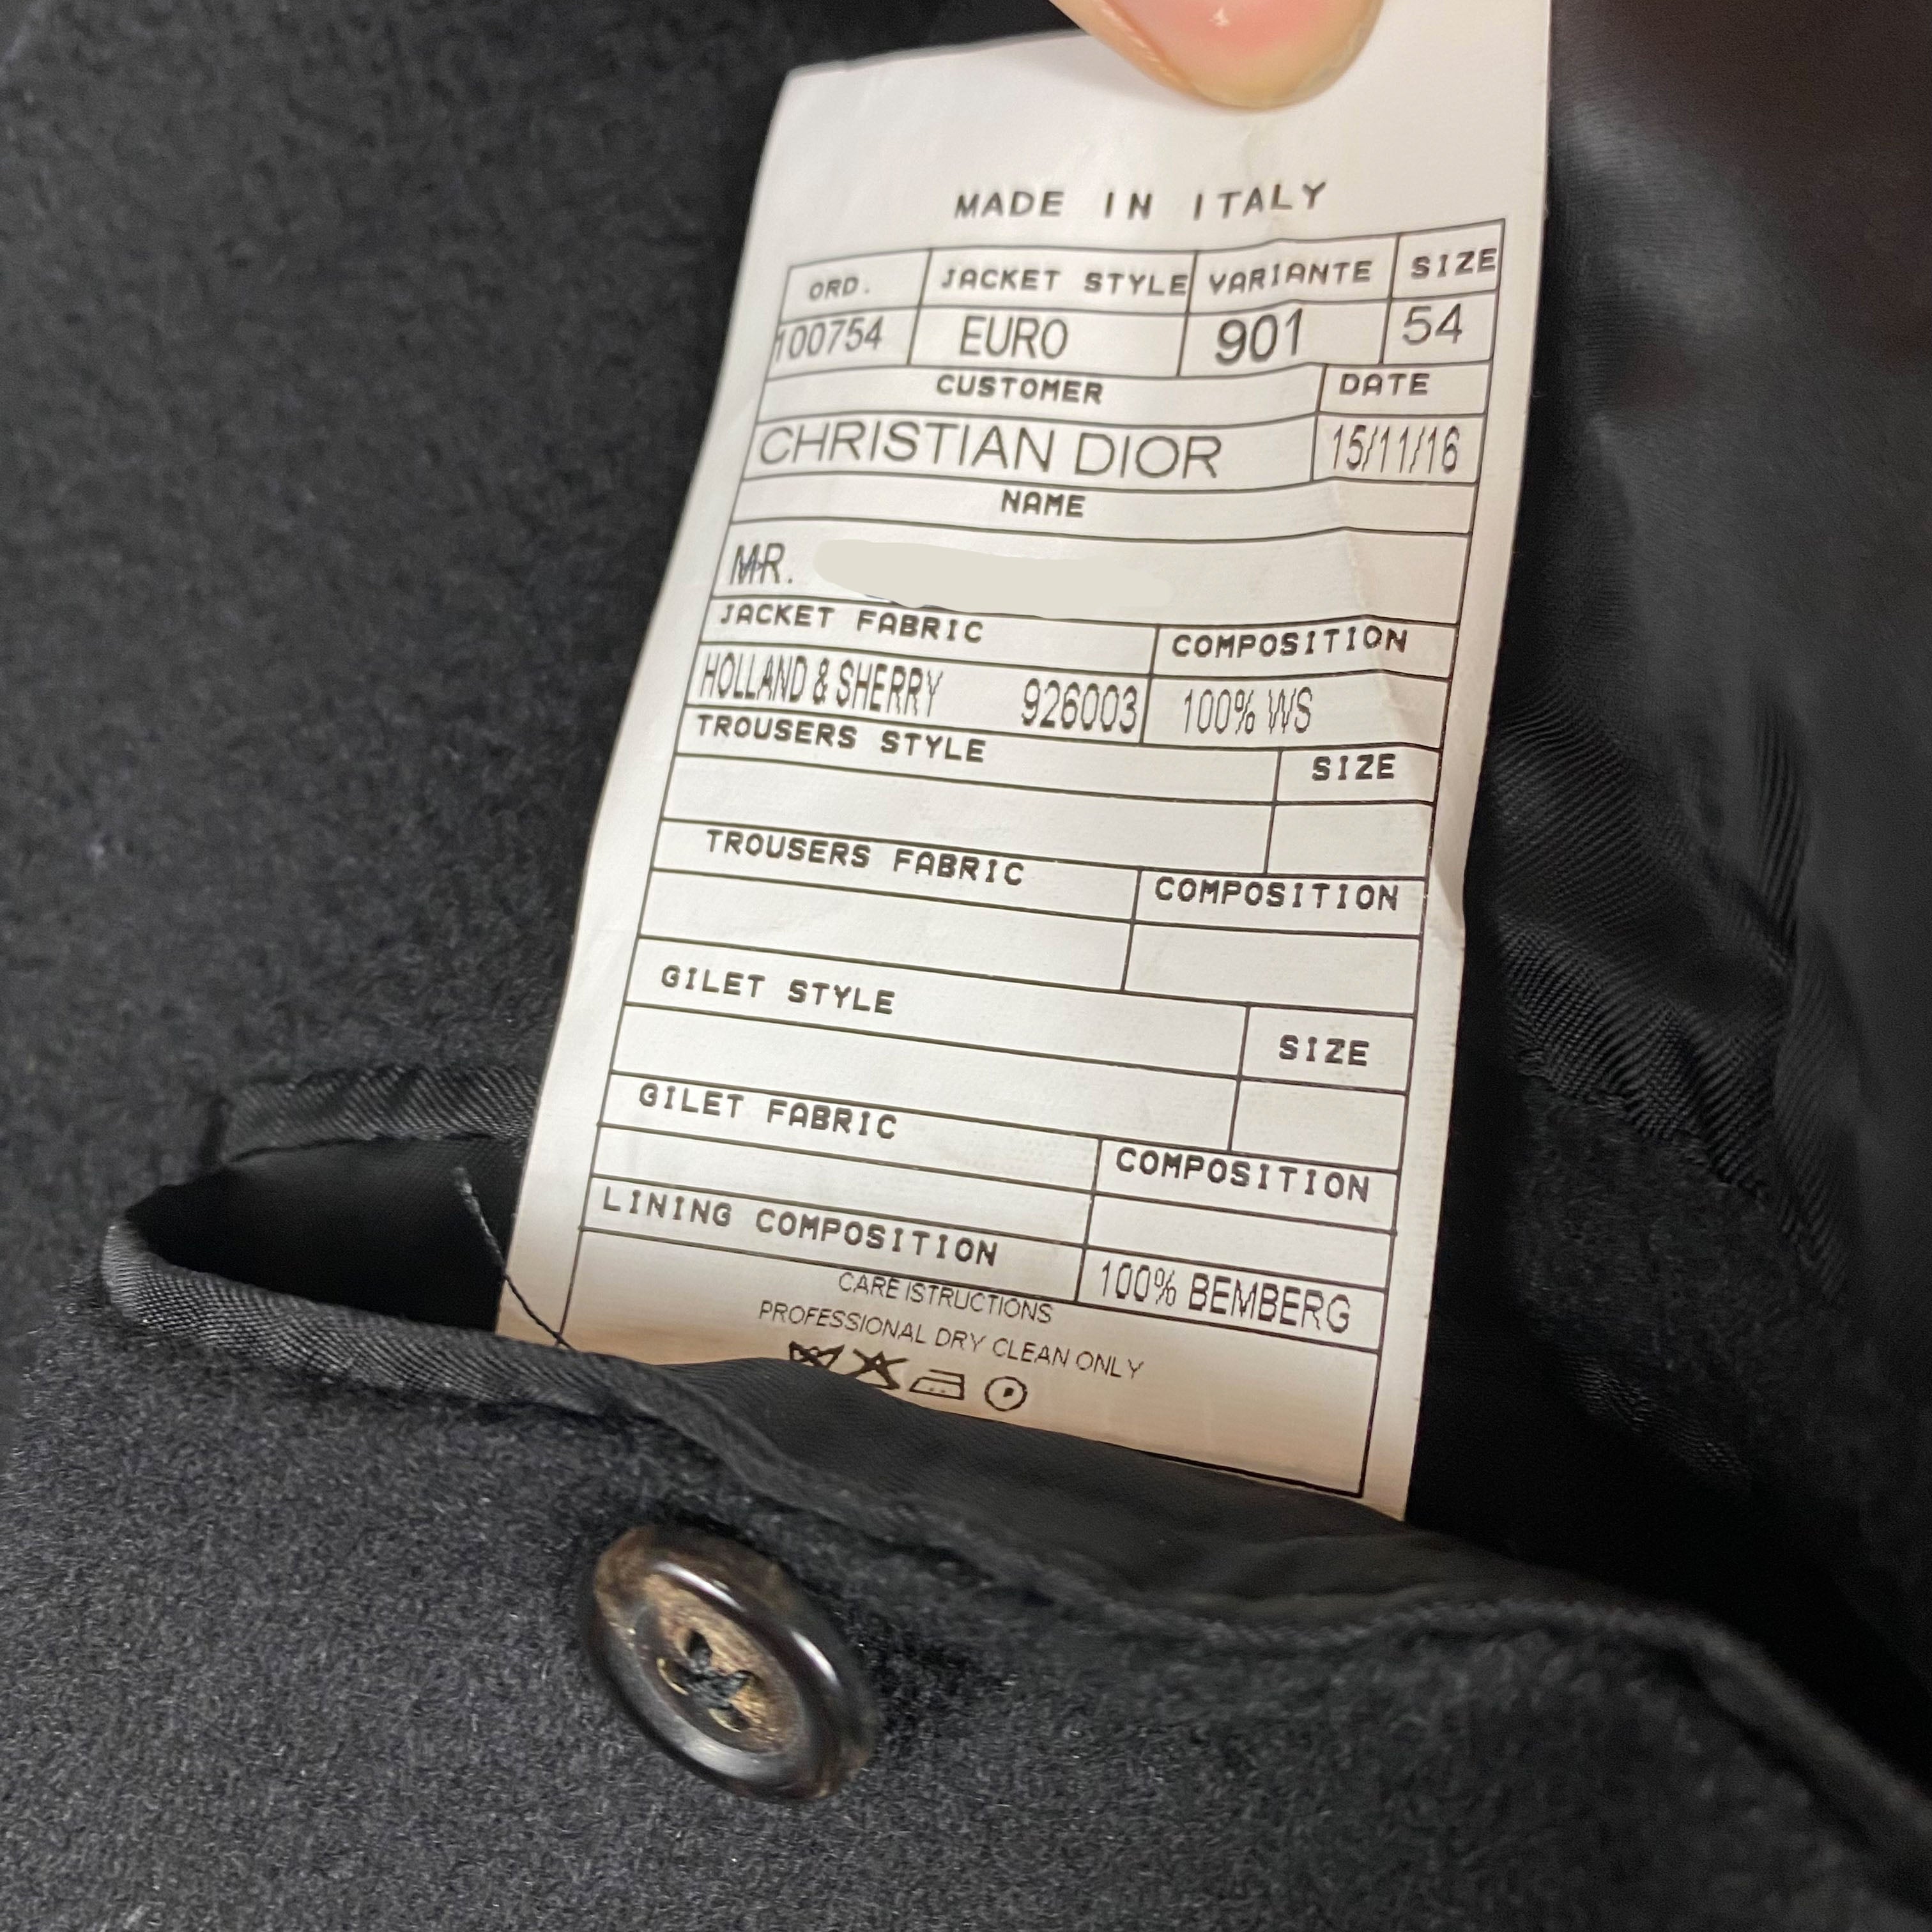 MADE IN ITALY
ORD. JACKET STYLE VARIANTE SIZE
100754 EURO 901 54
CUSTOMER DATE
CHRISTIAN DIOR 15/11/16
NAME
MR.
JACKET FABRIC COMPOSITION
HOLLAND & SHERRY 926003 100% WS
TROUSERS STYLE SIZE
TROUSERS FABRIC COMPOSITION
GILET STYLE SIZE
GILET FABRIC COMPOSITION
LINING COMPOSITION 100% BEMBERG
CARE ISTRUCTIONS
PROFESSIONAL DRY CLEAN ONLY